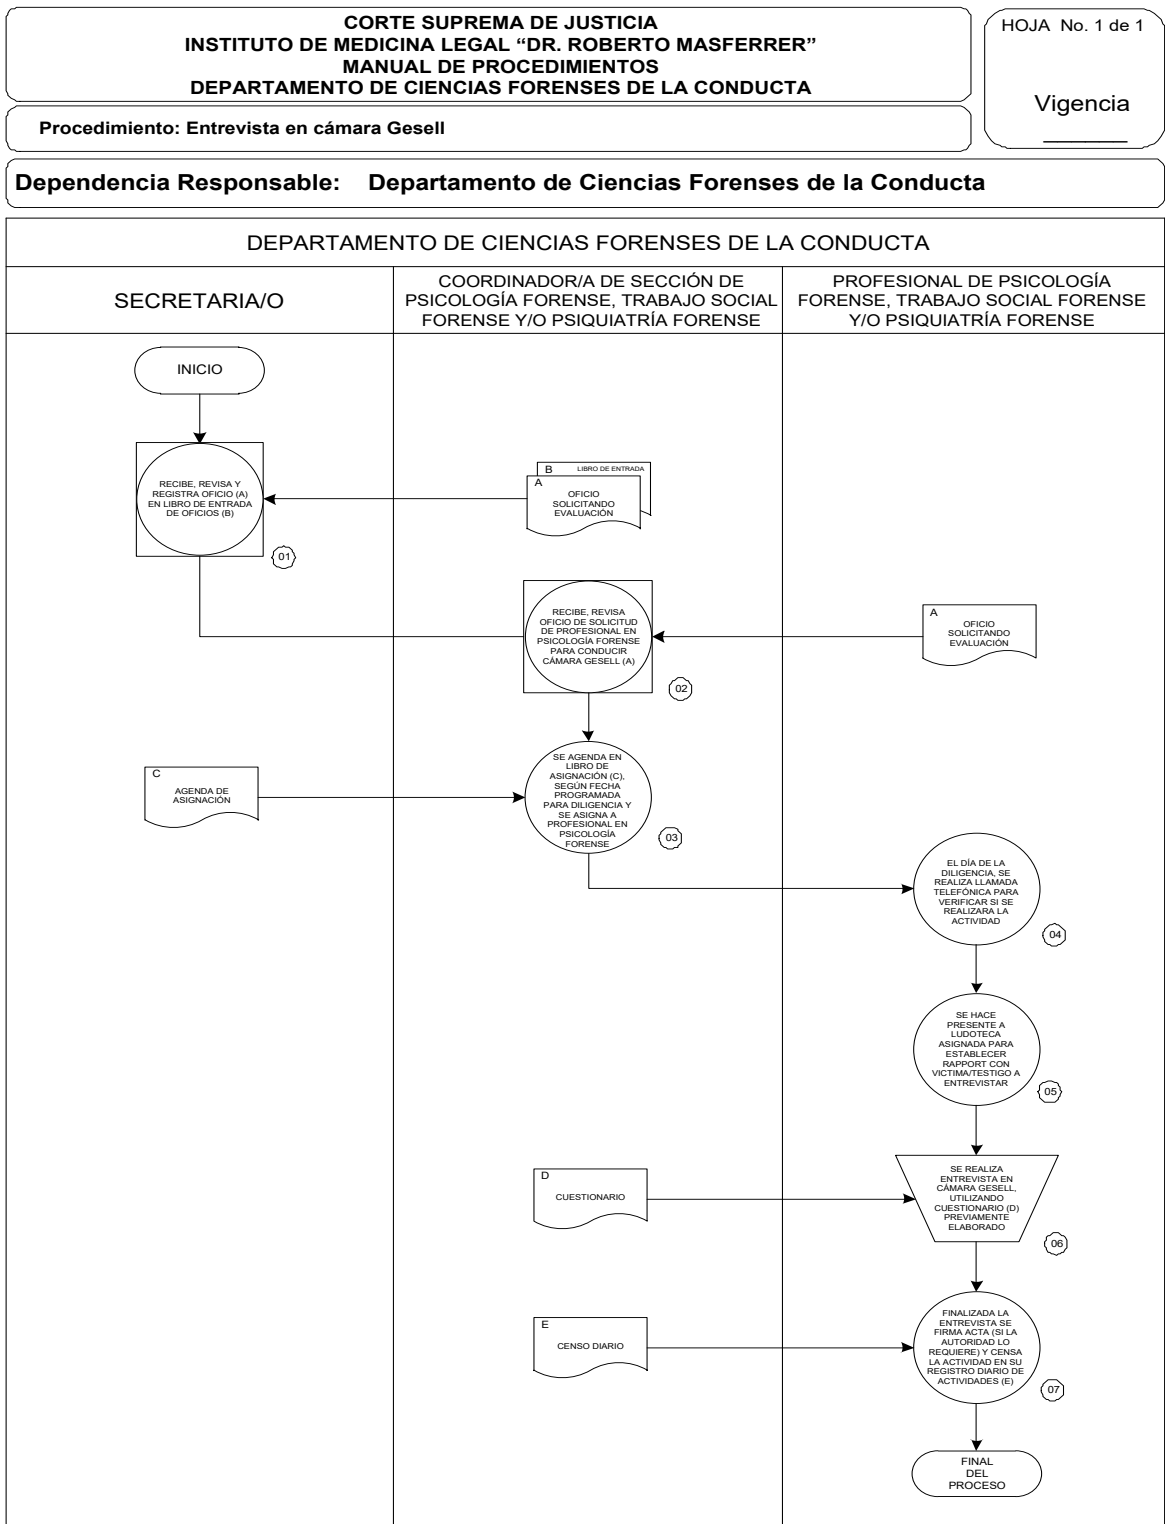 CORTE SUPREMA DE JUSTICIA
INSTITUTO DE MEDICINA LEGAL “DR. ROBERTO MASFERRER”
MANUAL DE PROCEDIMIENTOS
DEPARTAMENTO DE CIENCIAS FORENSES DE LA CONDUCTA
HOJA No. 1 de 1
Vigencia
Procedimiento: Entrevista en cámara Gesell
Dependencia Responsable: Departamento de Ciencias Forenses de la Conducta
DEPARTAMENTO DE CIENCIAS FORENSES DE LA CONDUCTA
SECRETARIA/O
COORDINADOR/A DE SECCIÓN DE
PSICOLOGÍA FORENSE, TRABAJO SOCIAL
FORENSE Y/O PSIQUIATRÍA FORENSE
PROFESIONAL DE PSICOLOGÍA
FORENSE, TRABAJO SOCIAL FORENSE
Y/O PSIQUIATRÍA FORENSE
INICIO
RECIBE, REVISA Y
REGISTRA OFICIO (A)
EN LIBRO DE ENTRADA
DE OFICIOS (B)
01
B LIBRO DE ENTRADA
A
OFICIO
SOLICITANDO
EVALUACIÓN
RECIBE, REVISA
OFICIO DE SOLICITUD
DE PROFESIONAL EN
PSICOLOGÍA FORENSE
PARA CONDUCIR
CÁMARA GESELL (A)
02
A
OFICIO
SOLICITANDO
EVALUACIÓN
C
AGENDA DE
ASIGNACIÓN
SE AGENDA EN
LIBRO DE
ASIGNACIÓN (C),
SEGÚN FECHA
PROGRAMADA
PARA DILIGENCIA Y
SE ASIGNA A
PROFESIONAL EN
PSICOLOGÍA
FORENSE
03
EL DÍA DE LA
DILIGENCIA, SE
REALIZA LLAMADA
TELEFÓNICA PARA
VERIFICAR SI SE
REALIZARA LA
ACTIVIDAD
04
SE HACE
PRESENTE A
LUDOTECA
ASIGNADA PARA
ESTABLECER
RAPPORT CON
VICTIMA/TESTIGO A
ENTREVISTAR
05
D
CUESTIONARIO
SE REALIZA
ENTREVISTA EN
CÁMARA GESELL,
UTILIZANDO
CUESTIONARIO (D)
PREVIAMENTE
ELABORADO
06
E
CENSO DIARIO
FINALIZADA LA
ENTREVISTA SE
FIRMA ACTA (SI LA
AUTORIDAD LO
REQUIERE) Y CENSA
LA ACTIVIDAD EN SU
REGISTRO DIARIO DE
ACTIVIDADES (E)
07
FINAL
DEL
PROCESO